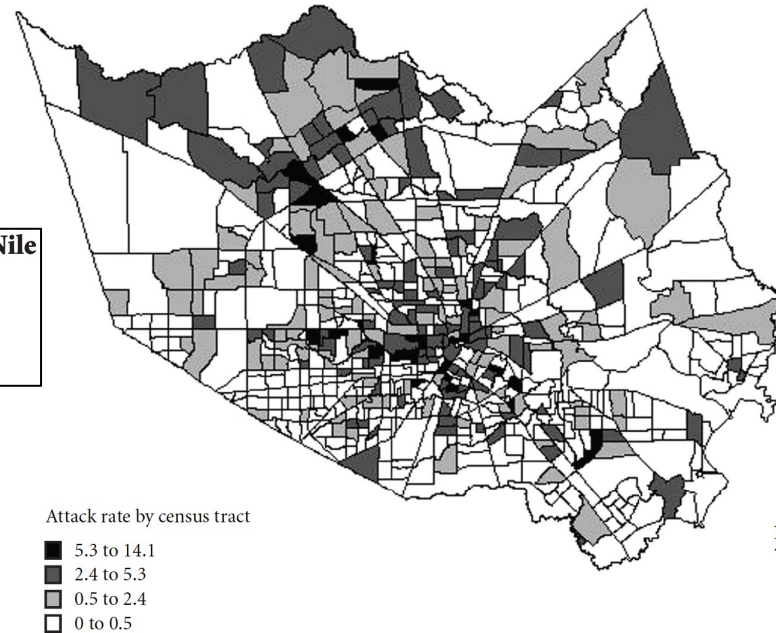 Nile
Attack rate by census tract
5.3 to 14.1
2.4 to 5.3
0.5 to 2.4
0 to 0.5